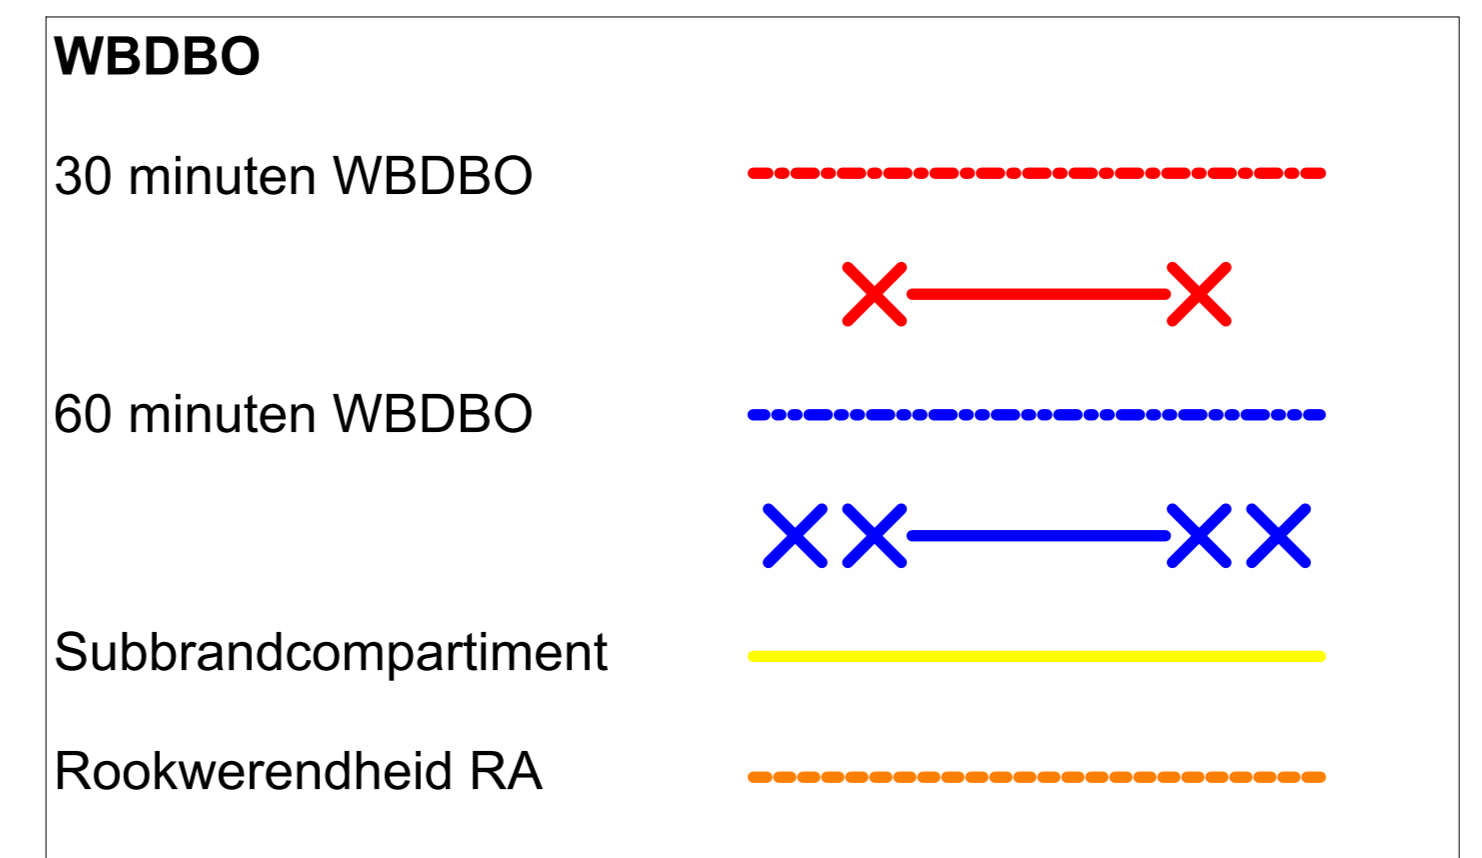 WBDBO
30 minuten WBDBO
60 minuten WBDBO
Subbrandcompartiment
Rookwerendheid RA